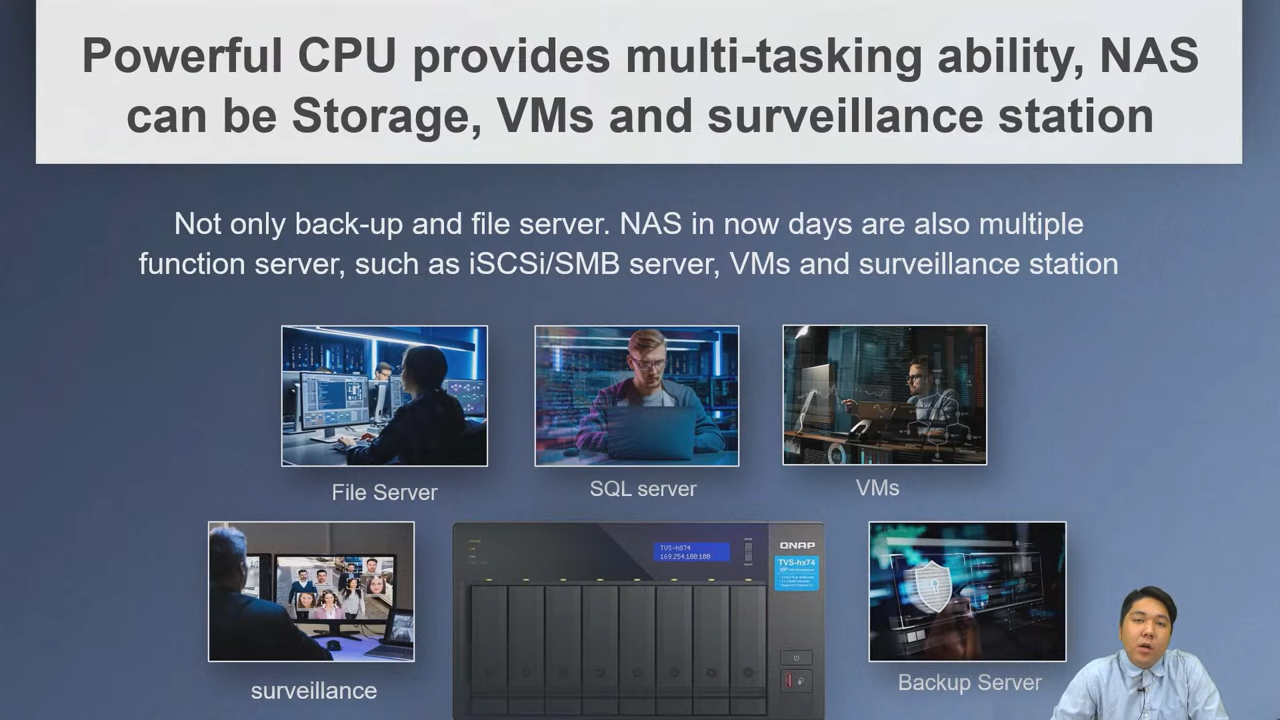 Powerful CPU provides multi-tasking ability, NAS
can be Storage, VMs and surveillance station
Not only back-up and file server. NAS in now days are also multiple
function server, such as iSCSi/SMB server, VMs and surveillance station
File Server
SQL server
VMs
TVS-h874
169.254.100.100
QNAP
TVS-hx74
surveillance
Backup Server